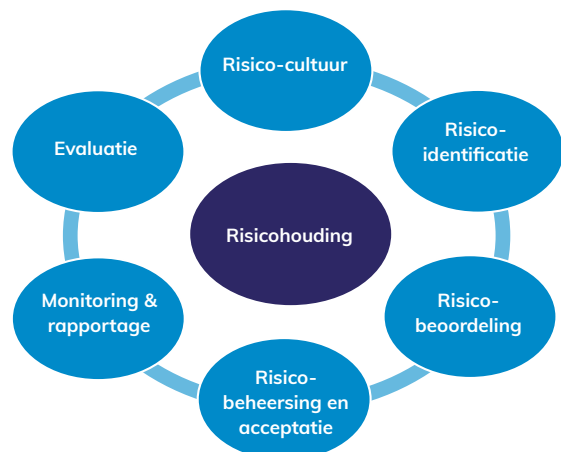 Risico-cultuur
Risico-
identificatie
Evaluatie
Risicohouding
Monitoring &
rapportage
Risico-
beoordeling
Risico-
beheersing en
acceptatie